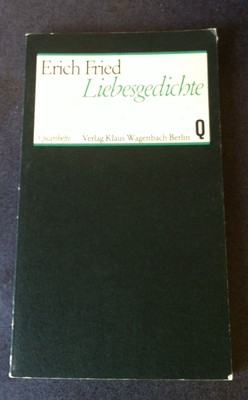 Erich Fried
Liebesgedichte
Quarthefte Verlag Klaus Wagenbach Berlin Q